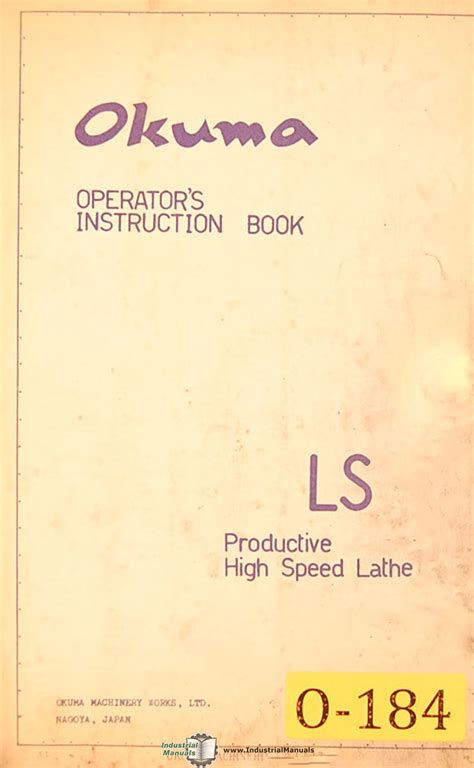 Okuma
OPERATOR'S
INSTRUCTION BOOK
LS
Productive
High Speed Lathe
OKUMA MACHINERY WORKS, LTD.
NAGOYA, JAPAN
O-184
Industrial
Manuals
www.IndustrialManuals